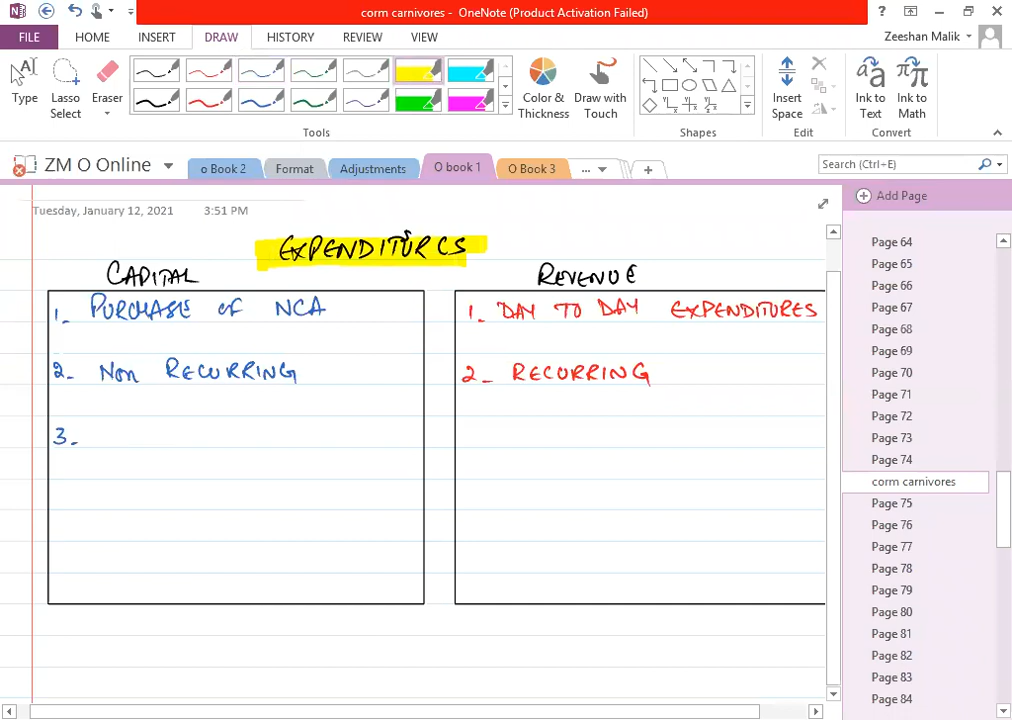 corm carnivores - OneNote (Product Activation Failed)
FILE HOME INSERT DRAW HISTORY REVIEW VIEW Zeeshan Malik
Type Lasso Select Eraser Color & Thickness Draw with Touch Insert Space Ink to Text Ink to Math
Tools Shapes Edit Convert
ZM O Online o Book 2 Format Adjustments O book 1 O Book 3 ... Search (Ctrl+E)
Tuesday, January 12, 2021 3:51 PM
EXPENDITURES
CAPITAL REVENUE
1. PURCHASE OF NCA
2. Non RECURRING
3.
1. DAY TO DAY EXPENDITURES
2. RECURRING
Add Page
Page 64
Page 65
Page 66
Page 67
Page 68
Page 69
Page 70
Page 71
Page 72
Page 73
Page 74
corm carnivores
Page 75
Page 76
Page 77
Page 78
Page 79
Page 80
Page 81
Page 82
Page 83
Page 84